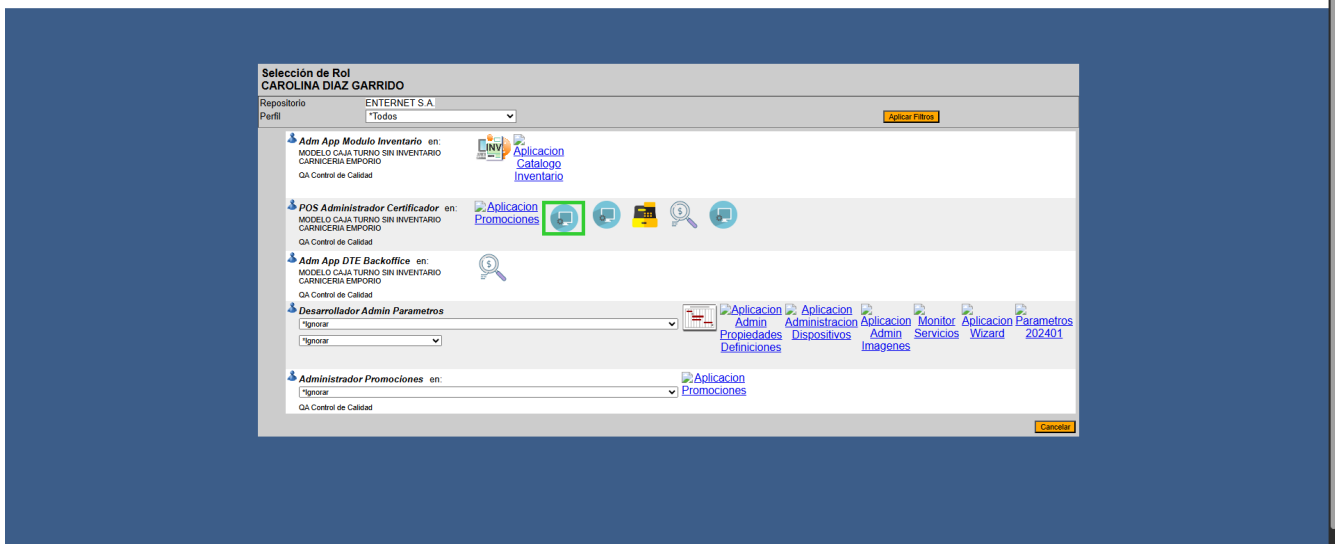 Selección de Rol
CAROLINA DIAZ GARRIDO
Repositorio ENTERNET S.A.
Perfil *Todos Aplicar Filtros
Adm App Modulo Inventario en:
MODELO CAJA TURNO SIN INVENTARIO
CARNICERIA EMPORIO
QA Control de Calidad
INV
Aplicacion
Catalogo
Inventario
POS Administrador Certificador en:
MODELO CAJA TURNO SIN INVENTARIO
CARNICERIA EMPORIO
QA Control de Calidad
Aplicacion
Promociones
Adm App DTE Backoffice en:
MODELO CAJA TURNO SIN INVENTARIO
CARNICERIA EMPORIO
QA Control de Calidad
Desarrollador Admin Parametros
*Ignorar
*Ignorar
Aplicacion
Admin
Propiedades
Definiciones
Aplicacion
Administracion
Dispositivos
Aplicacion
Admin
Imagenes
Monitor
Servicios
Aplicacion
Wizard
Parametros
202401
Administrador Promociones en:
*Ignorar
QA Control de Calidad
Aplicacion
Promociones
Cancelar